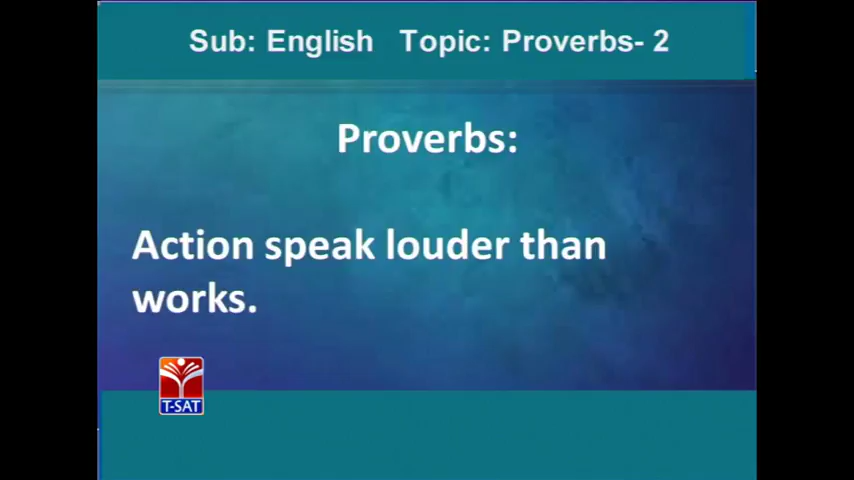 Sub: English Topic: Proverbs- 2
Proverbs:
Action speak louder than
works.
T-SAT